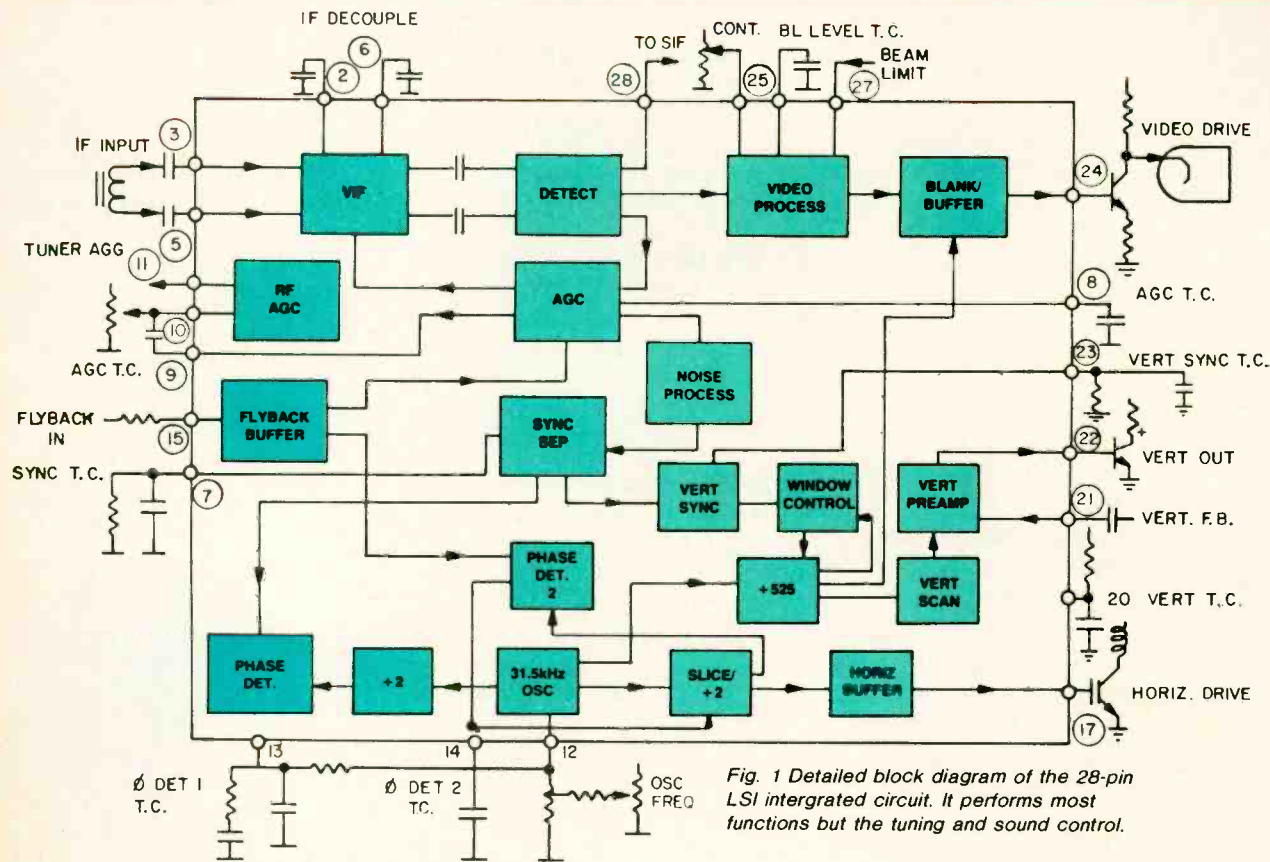 IF DECOUPLE
2
6
TO SIF
28
CONT.
BL LEVEL T.C.
25
BEAM
LIMIT
27
IF INPUT
3
5
VIF
DETECT
VIDEO
PROCESS
BLANK/
BUFFER
24
VIDEO DRIVE
TUNER AGG
11
RF
AGC
10
AGC
8
AGC T.C.
AGC T.C.
9
NOISE
PROCESS
23
VERT SYNC T.C.
FLYBACK
IN
15
FLYBACK
BUFFER
SYNC
SEP
SYNC T.C.
7
VERT
SYNC
WINDOW
CONTROL
VERT
PREAMP
22
VERT OUT
21
VERT. F.B.
PHASE
DET.
2
÷525
VERT
SCAN
20 VERT T.C.
PHASE
DET.
÷2
31.5kHz
OSC
SLICE/
÷2
HORIZ
BUFFER
HORIZ. DRIVE
17
13
14
12
Ø DET 1
T.C.
Ø DET 2
T.C.
OSC
FREQ
Fig. 1 Detailed block diagram of the 28-pin
LSI intergrated circuit. It performs most
functions but the tuning and sound control.